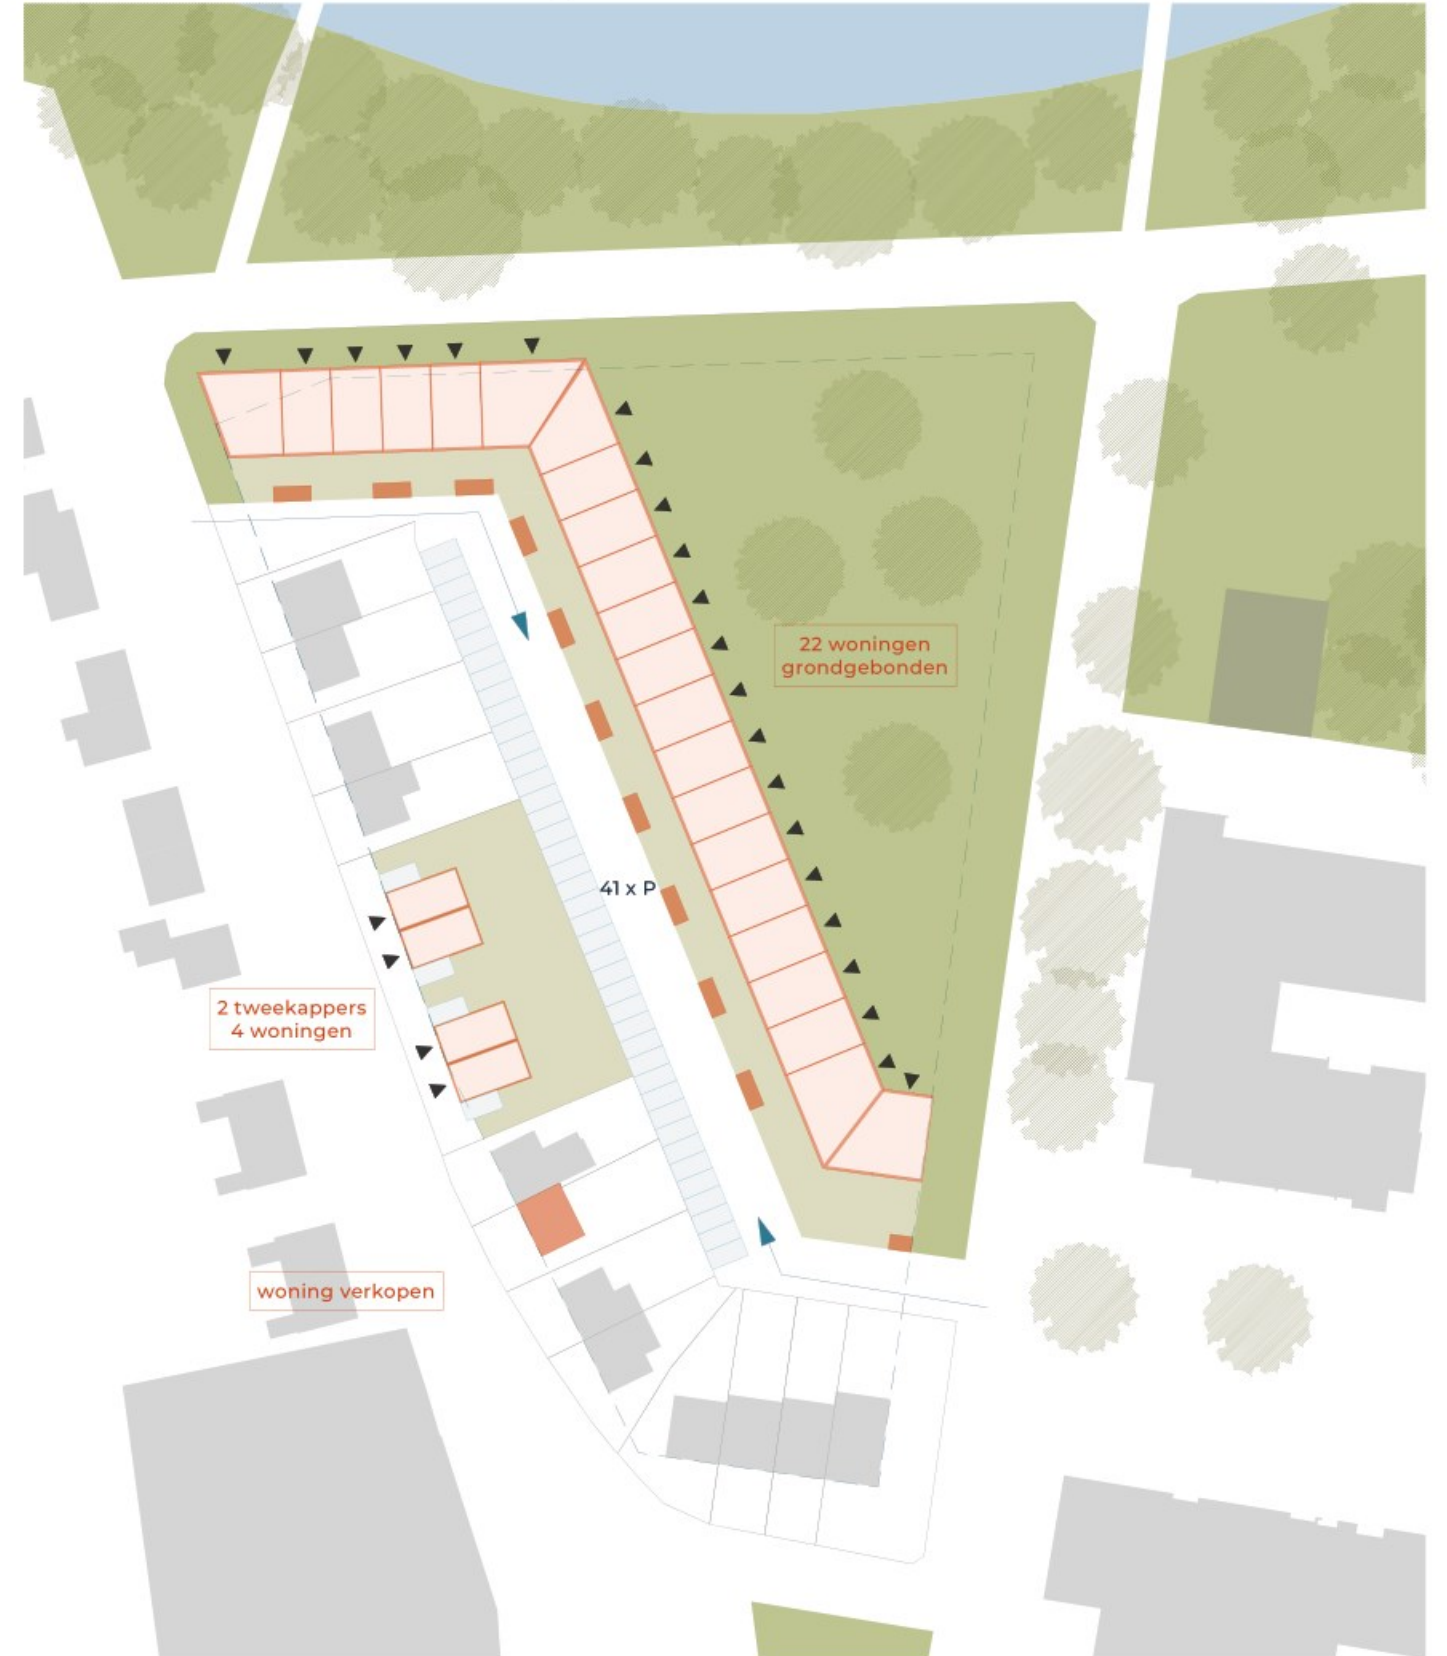 22 woningen
grondgebonden
41 x P
2 tweekappers
4 woningen
woning verkopen